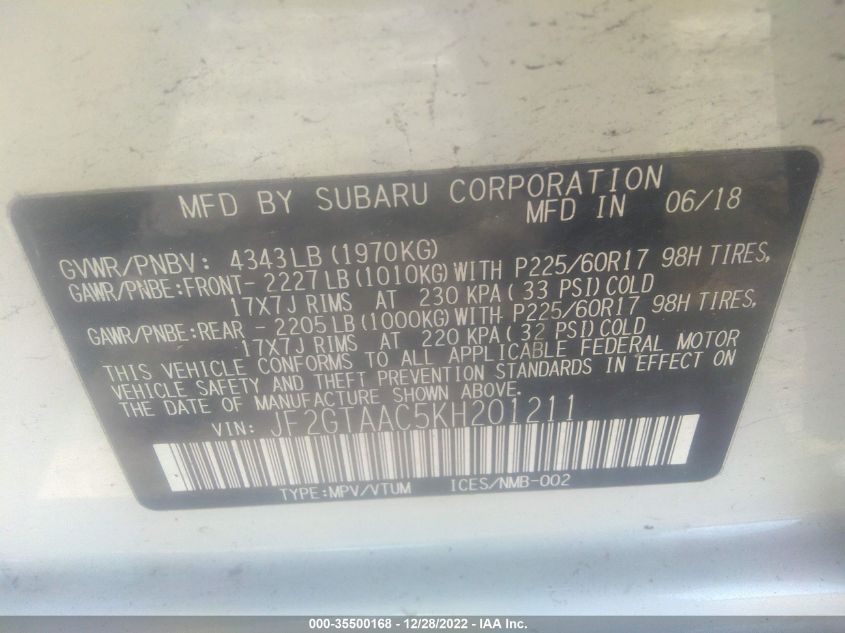 MFD BY SUBARU CORPORATION
MFD IN 06/18
GVWR/PNBV: 4343LB (1970KG)
GAWR/PNBE:FRONT- 2227LB (1010KG) WITH P225/60R17 98H TIRES,
17X7J RIMS AT 230 KPA( 33 PSI) COLD
GAWR/PNBE:REAR - 2205LB (1000KG) WITH P225/60R17 98H TIRES,
17X7J RIMS AT 220 KPA( 32 PSI) COLD
THIS VEHICLE CONFORMS TO ALL APPLICABLE FEDERAL MOTOR
VEHICLE SAFETY AND THEFT PREVENTION STANDARDS IN EFFECT ON
THE DATE OF MANUFACTURE SHOWN ABOVE.
VIN: JF2GTAAC5KH201211
TYPE:MPV/VTUM ICES/NMB-002
000-35500168 - 12/28/2022 - IAA Inc.